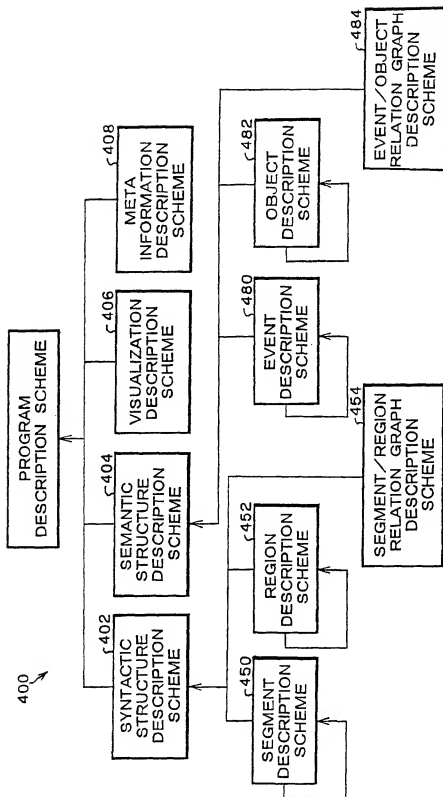 400
PROGRAM
DESCRIPTION SCHEME
402
SYNTACTIC
STRUCTURE
DESCRIPTION
SCHEME
404
SEMANTIC
STRUCTURE
DESCRIPTION
SCHEME
406
VISUALIZATION
DESCRIPTION
SCHEME
408
META
INFORMATION
DESCRIPTION
SCHEME
450
SEGMENT
DESCRIPTION
SCHEME
452
REGION
DESCRIPTION
SCHEME
454
SEGMENT/REGION
RELATION GRAPH
DESCRIPTION
SCHEME
480
EVENT
DESCRIPTION
SCHEME
482
OBJECT
DESCRIPTION
SCHEME
484
EVENT/OBJECT
RELATION GRAPH
DESCRIPTION
SCHEME